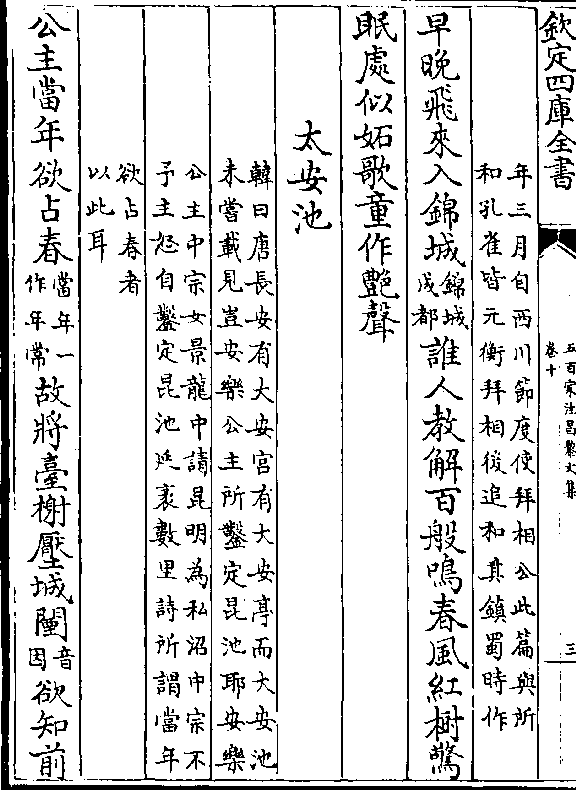 欽定四庫全書
五百家注昌黎文集
卷十
三
年三月自西川節度使拜相公此篇與所
和孔雀皆元衡拜相後追和其鎮蜀時作
早晚飛來入錦城錦城成都誰人教解百般鳴春風紅樹驚
眠處似妬歌童作艷聲
太安池
韓曰唐長安有大安宫有大安亭而大安池
未嘗載見豈安樂公主所鑿定昆池耶安樂
公主中宗女景龍中請昆明為私沼中宗不
予主怒自鑿定昆池延袤數里詩所謂當年
欲占春者
以此耳
公主當年欲占春當年一作年常故將臺榭壓城闉音因欲知前